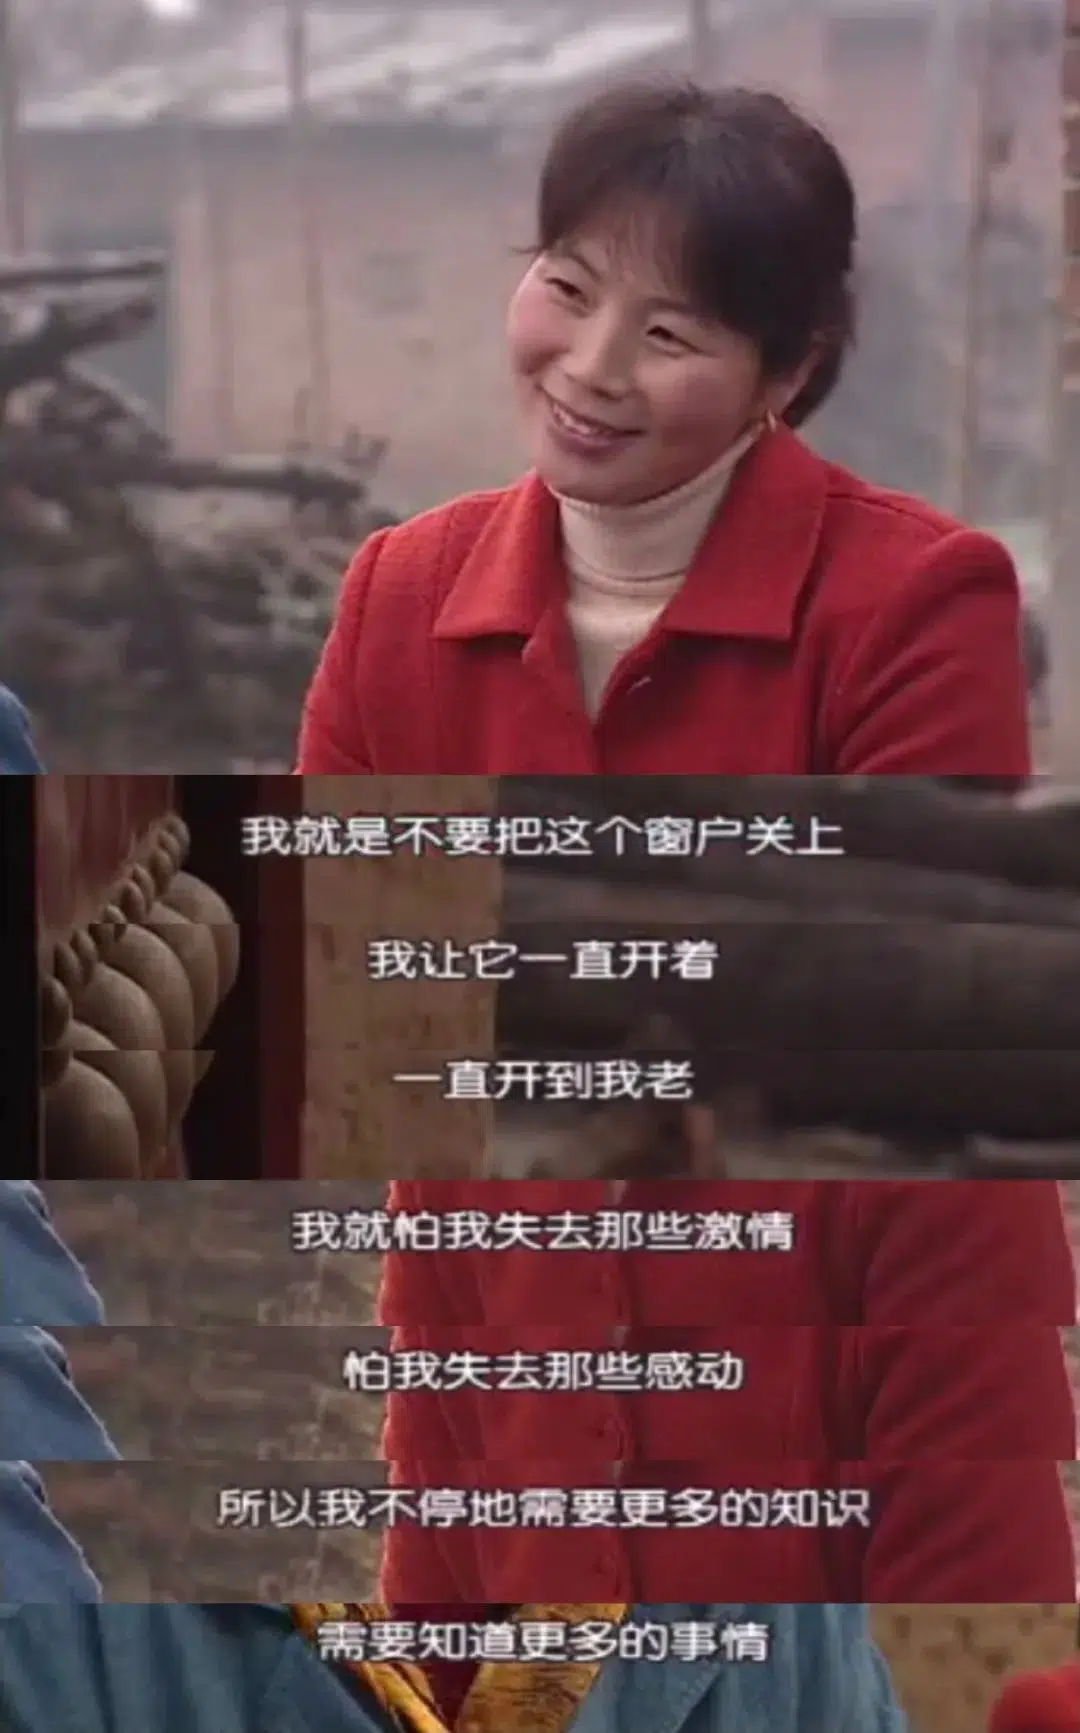 我就是不要把这个窗户关上
我让它一直开着
一直开到我老
我就怕我失去那些激情
怕我失去那些感动
所以我不停地需要更多的知识
需要知道更多的事情